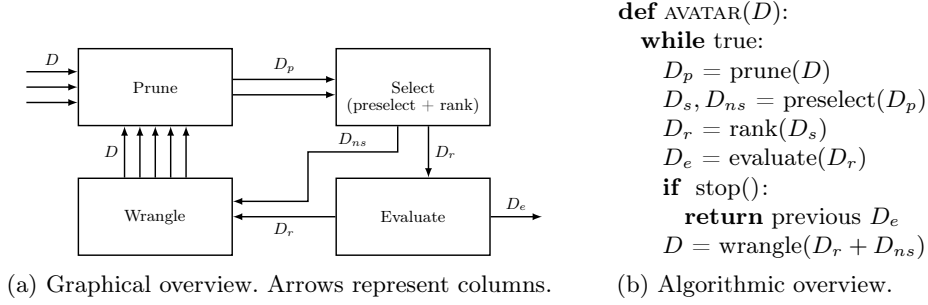 D
Prune
D_p
Select
(preselect + rank)
D_ns
D_r
D
Wrangle
D_r
Evaluate
D_e
(a) Graphical overview. Arrows represent columns.
def AVATAR(D):
while true:
D_p = prune(D)
D_s, D_ns = preselect(D_p)
D_r = rank(D_s)
D_e = evaluate(D_r)
if stop():
return previous D_e
D = wrangle(D_r + D_ns)
(b) Algorithmic overview.